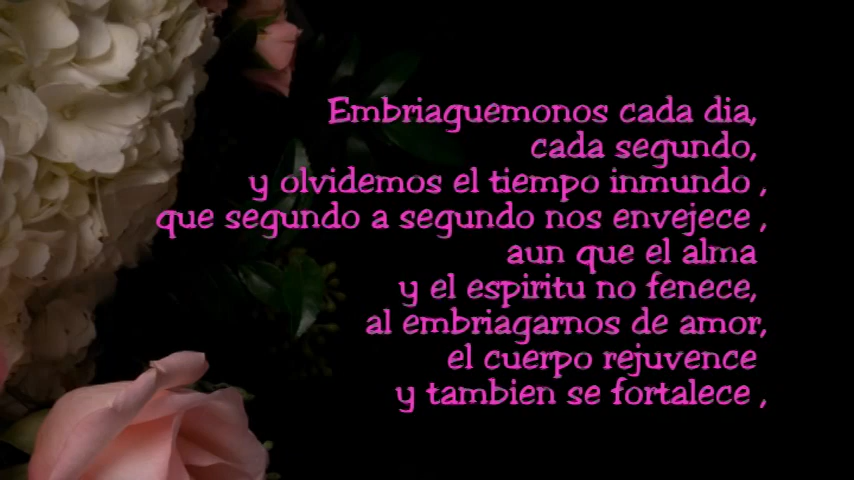 Embriaguemonos cada dia,
cada segundo,
y olvidemos el tiempo inmundo ,
que segundo a segundo nos envejece ,
aun que el alma
y el espiritu no fenece,
al embriagarnos de amor,
el cuerpo rejuvence
y tambien se fortalece ,